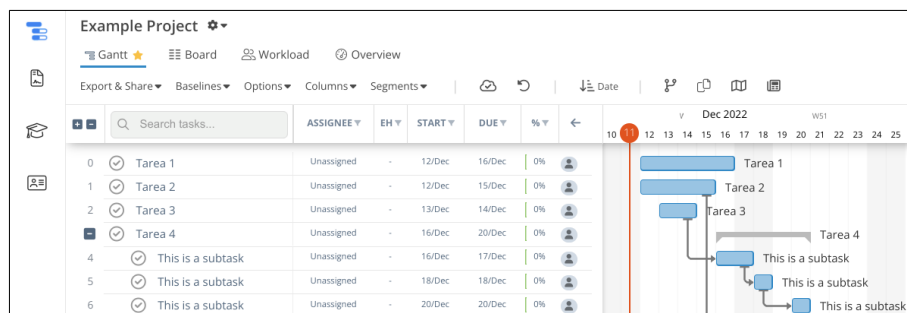 Example Project
Gantt Board Workload Overview
Export & Share Baselines Options Columns Segments Date
Search tasks... ASSIGNEE EH START DUE %
V Dec 2022 W51
10 11 12 13 14 15 16 17 18 19 20 21 22 23 24 25
0 Tarea 1 Unassigned - 12/Dec 16/Dec 0% Tarea 1
1 Tarea 2 Unassigned - 12/Dec 15/Dec 0% Tarea 2
2 Tarea 3 Unassigned - 13/Dec 14/Dec 0% Tarea 3
Tarea 4 Unassigned - 16/Dec 20/Dec 0% Tarea 4
4 This is a subtask Unassigned - 16/Dec 17/Dec 0% This is a subtask
5 This is a subtask Unassigned - 18/Dec 18/Dec 0% This is a subtask
6 This is a subtask Unassigned - 20/Dec 20/Dec 0% This is a subtask